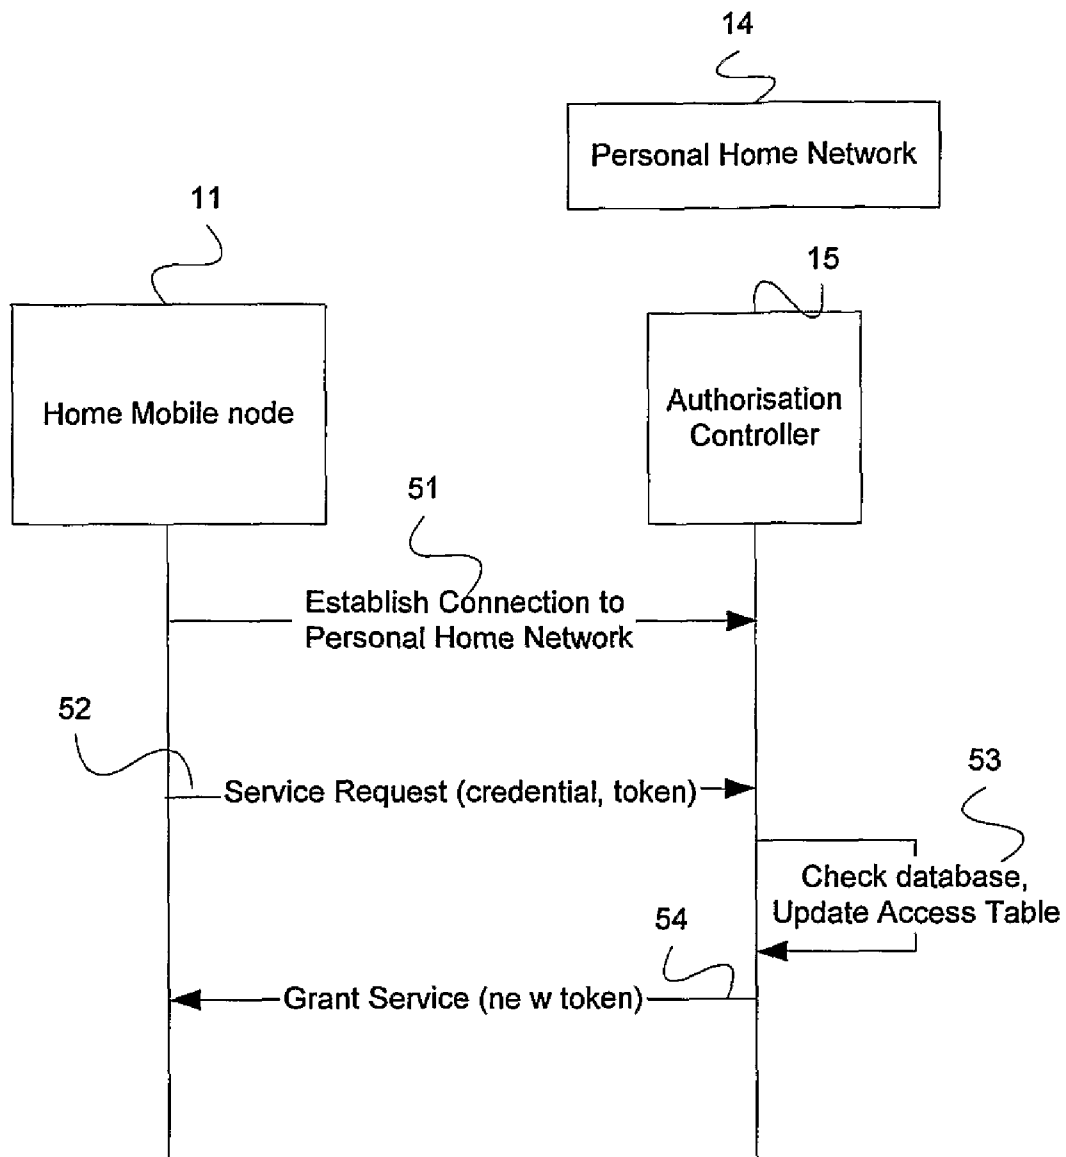 14
Personal Home Network
11
15
Home Mobile node
Authorisation
Controller
51
Establish Connection to
Personal Home Network
52
Service Request (credential, token)
53
Check database,
Update Access Table
54
Grant Service (ne w token)